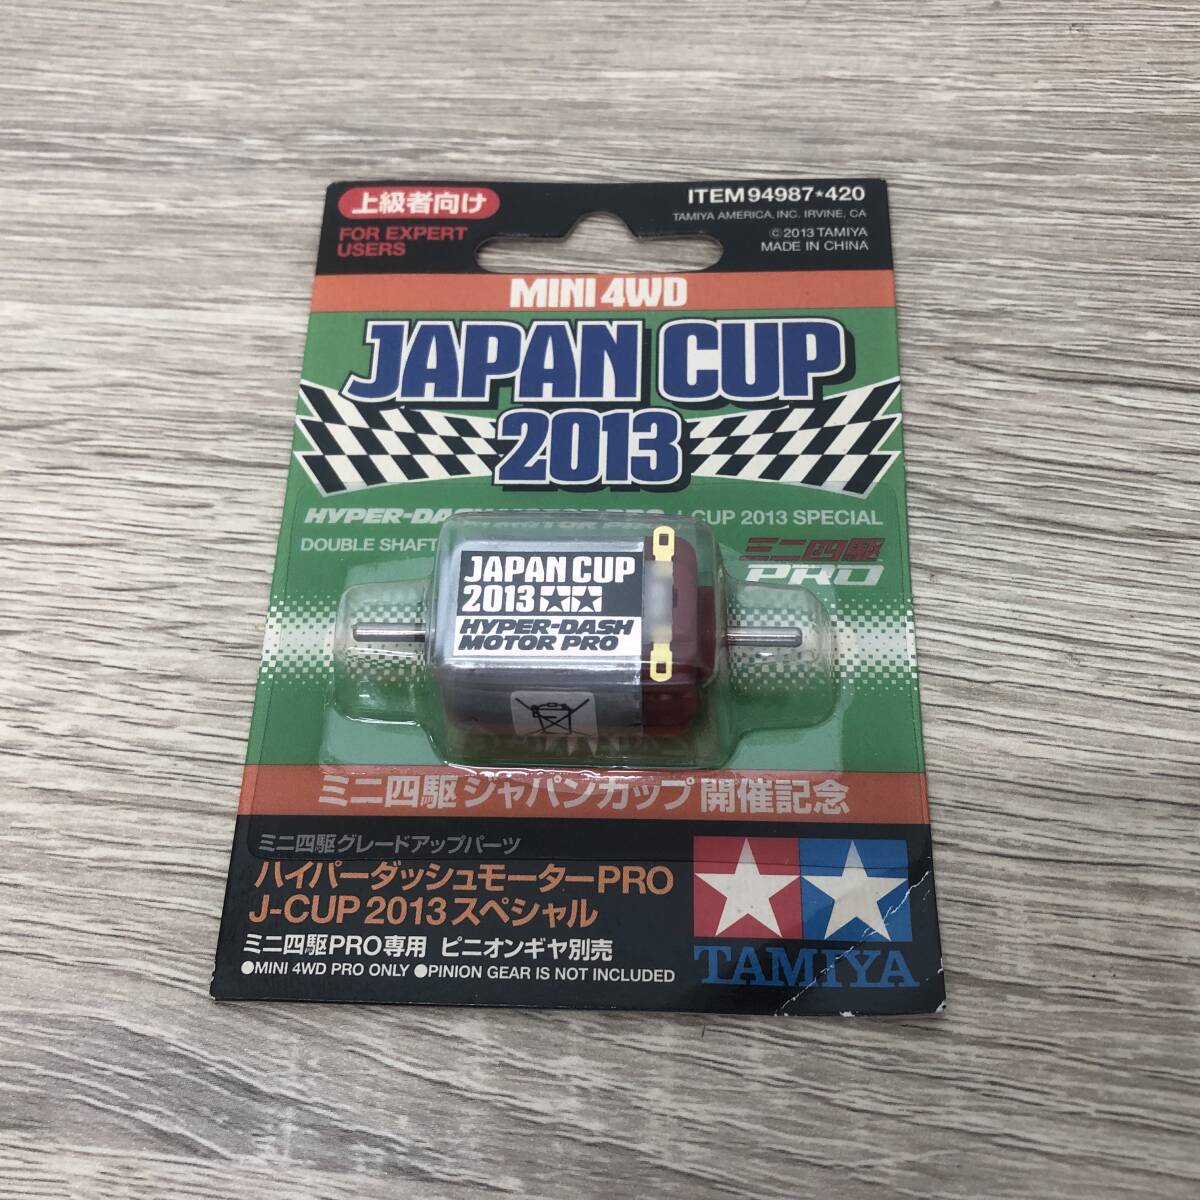 上級者向け
FOR EXPERT
USERS
ITEM 94987*420
TAMIYA AMERICA, INC. IRVINE, CA
©2013 TAMIYA
MADE IN CHINA
MINI 4WD
JAPAN CUP
2013
HYPER-DASH MOTOR PRO J-CUP 2013 SPECIAL
DOUBLE SHAFT
ミニ四駆
PRO
JAPAN CUP
2013
HYPER-DASH
MOTOR PRO
ミニ四駆 ジャパンカップ 開催記念
ミニ四駆グレードアップパーツ
ハイパーダッシュモーターPRO
J-CUP 2013 スペシャル
ミニ四駆PRO専用 ピニオンギヤ別売
●MINI 4WD PRO ONLY ●PINION GEAR IS NOT INCLUDED
TAMIYA